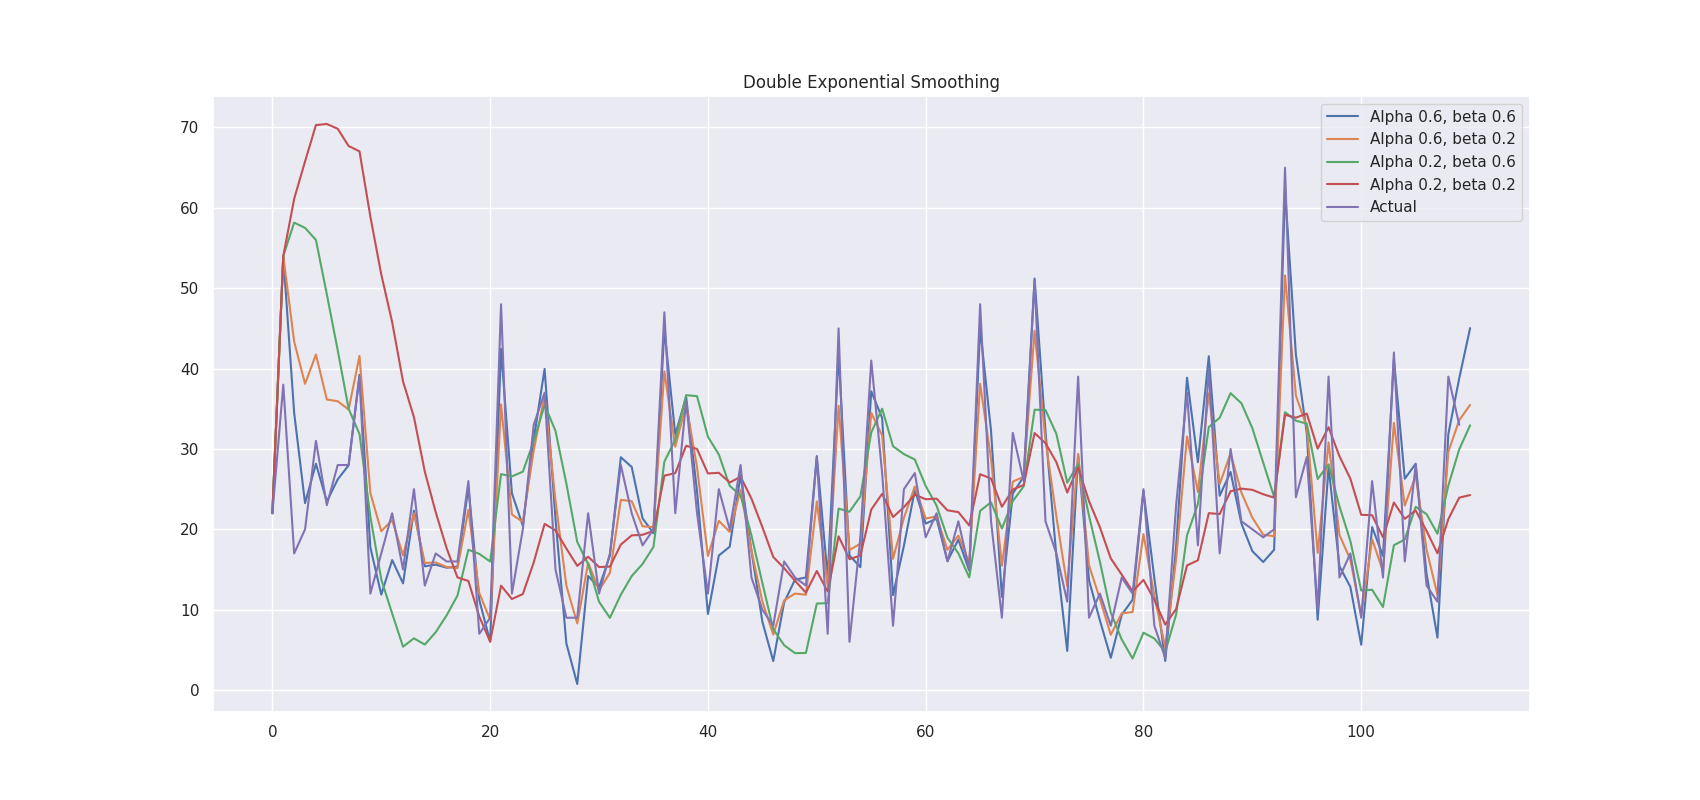 Double Exponential Smoothing
Alpha 0.6, beta 0.6
Alpha 0.6, beta 0.2
Alpha 0.2, beta 0.6
Alpha 0.2, beta 0.2
Actual
70
60
50
40
30
20
10
0
0 20 40 60 80 100